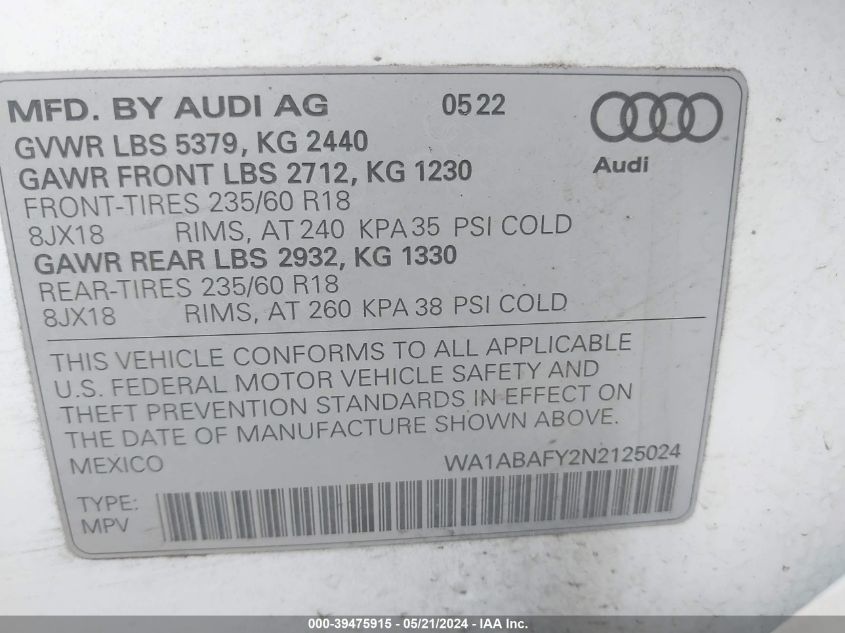 MFD. BY AUDI AG 0522
GVWR LBS 5379, KG 2440
GAWR FRONT LBS 2712, KG 1230
FRONT-TIRES 235/60 R18
8JX18 RIMS, AT 240 KPA 35 PSI COLD
GAWR REAR LBS 2932, KG 1330
REAR-TIRES 235/60 R18
8JX18 RIMS, AT 260 KPA 38 PSI COLD
Audi
THIS VEHICLE CONFORMS TO ALL APPLICABLE
U.S. FEDERAL MOTOR VEHICLE SAFETY AND
THEFT PREVENTION STANDARDS IN EFFECT ON
THE DATE OF MANUFACTURE SHOWN ABOVE.
MEXICO WA1ABAFY2N2125024
TYPE:
MPV
000-39475915 - 05/21/2024 - IAA Inc.